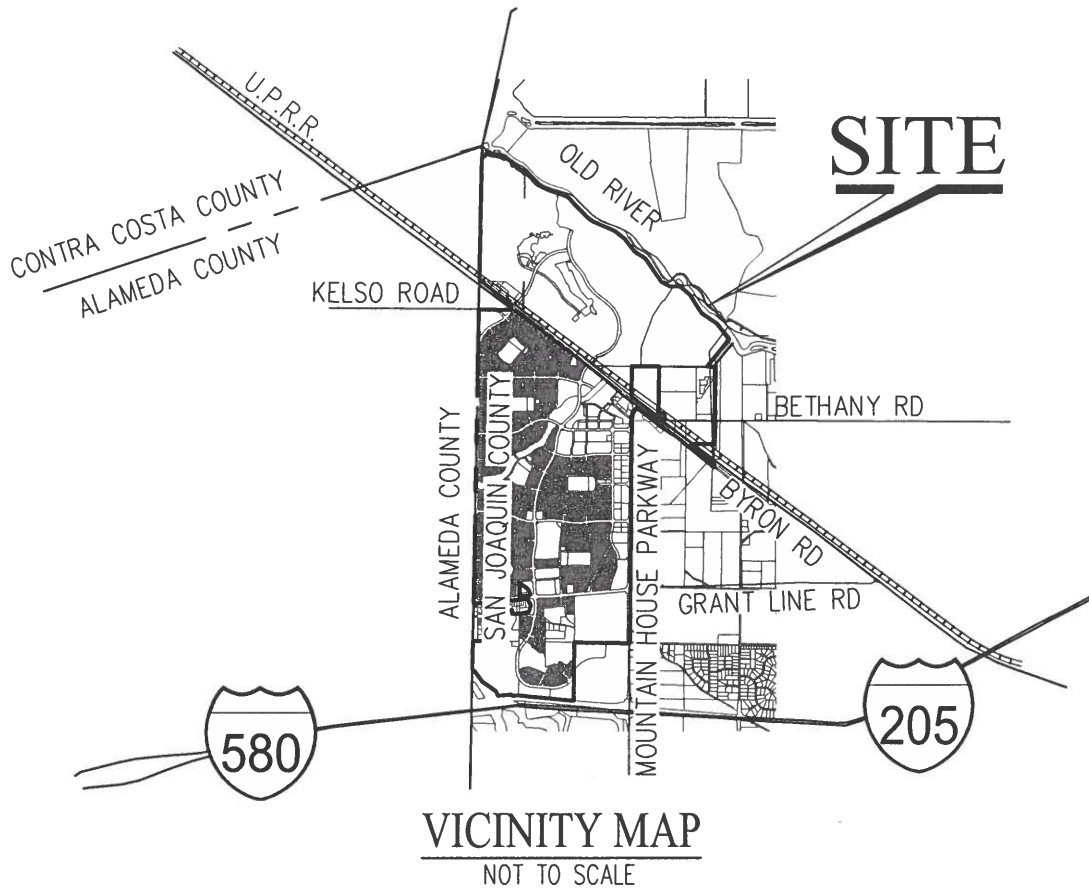 U.P.R.R.
OLD RIVER
SITE
CONTRA COSTA COUNTY
ALAMEDA COUNTY
KELSO ROAD
BETHANY RD
ALAMEDA COUNTY
SAN JOAQUIN COUNTY
MOUNTAIN HOUSE PARKWAY
BYRON RD
GRANT LINE RD
580
205
VICINITY MAP
NOT TO SCALE